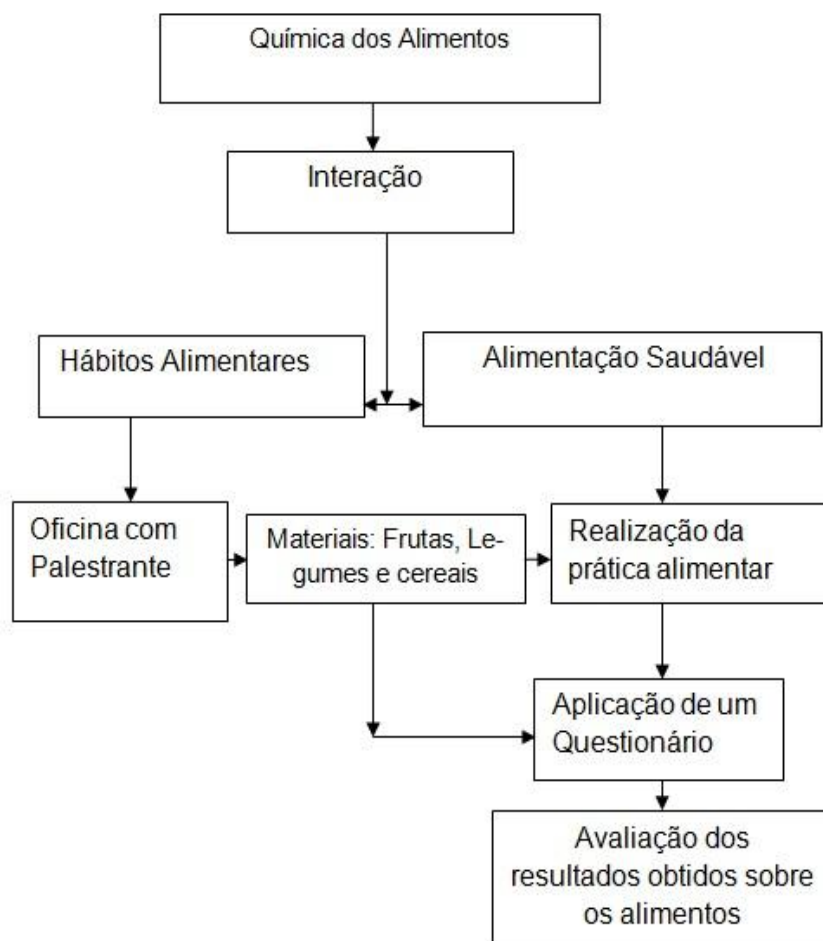 Química dos Alimentos
Interação
Hábitos Alimentares
Alimentação Saudável
Oficina com
Palestrante
Materiais: Frutas, Le-
gumes e cereais
Realização da
prática alimentar
Aplicação de um
Questionário
Avaliação dos
resultados obtidos sobre
os alimentos